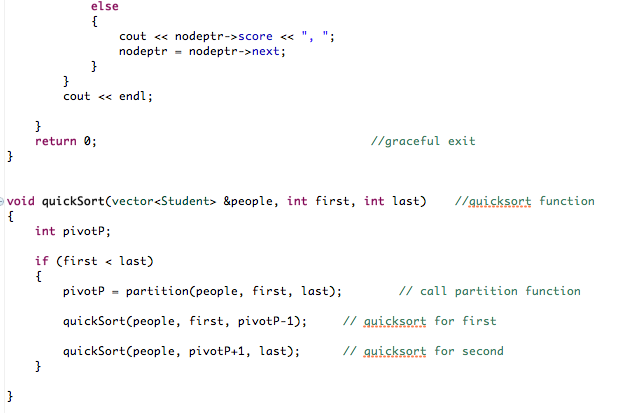 else
{
cout << nodeptr->score << ", ";
nodeptr = nodeptr->next;
}
}
cout << endl;
}
return 0; //graceful exit
}
void quickSort(vector<Student> &people, int first, int last) //quicksort function
{
int pivotP;
if (first < last)
{
pivotP = partition(people, first, last); // call partition function
quickSort(people, first, pivotP-1); // quicksort for first
quickSort(people, pivotP+1, last); // quicksort for second
}
}